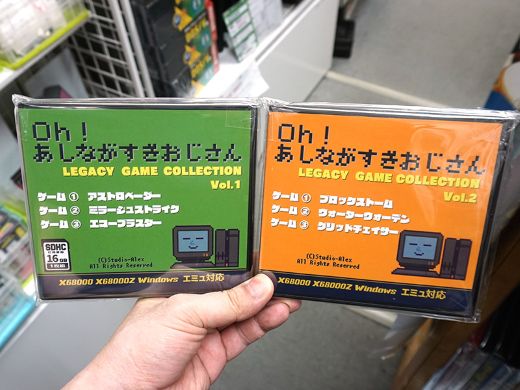 Oh!
あしながすきおじさん
LEGACY GAME COLLECTION
Vol.1
ゲーム ① アストロベーダー
ゲーム ② ミラージュストライク
ゲーム ③ エコーブラスター
SDHC
16GB
(C)Studio-Alex
All Rights Reserved
X68000 X68000Z Windows エミュ対応
Oh!
あしながすきおじさん
LEGACY GAME COLLECTION
Vol.2
ゲーム ① ブロックストーム
ゲーム ② ウォーターウォーデン
ゲーム ③ グリッドチェイサー
(C)Studio-Alex
All Rights Reserved
X68000 X68000Z Windows エミュ対応